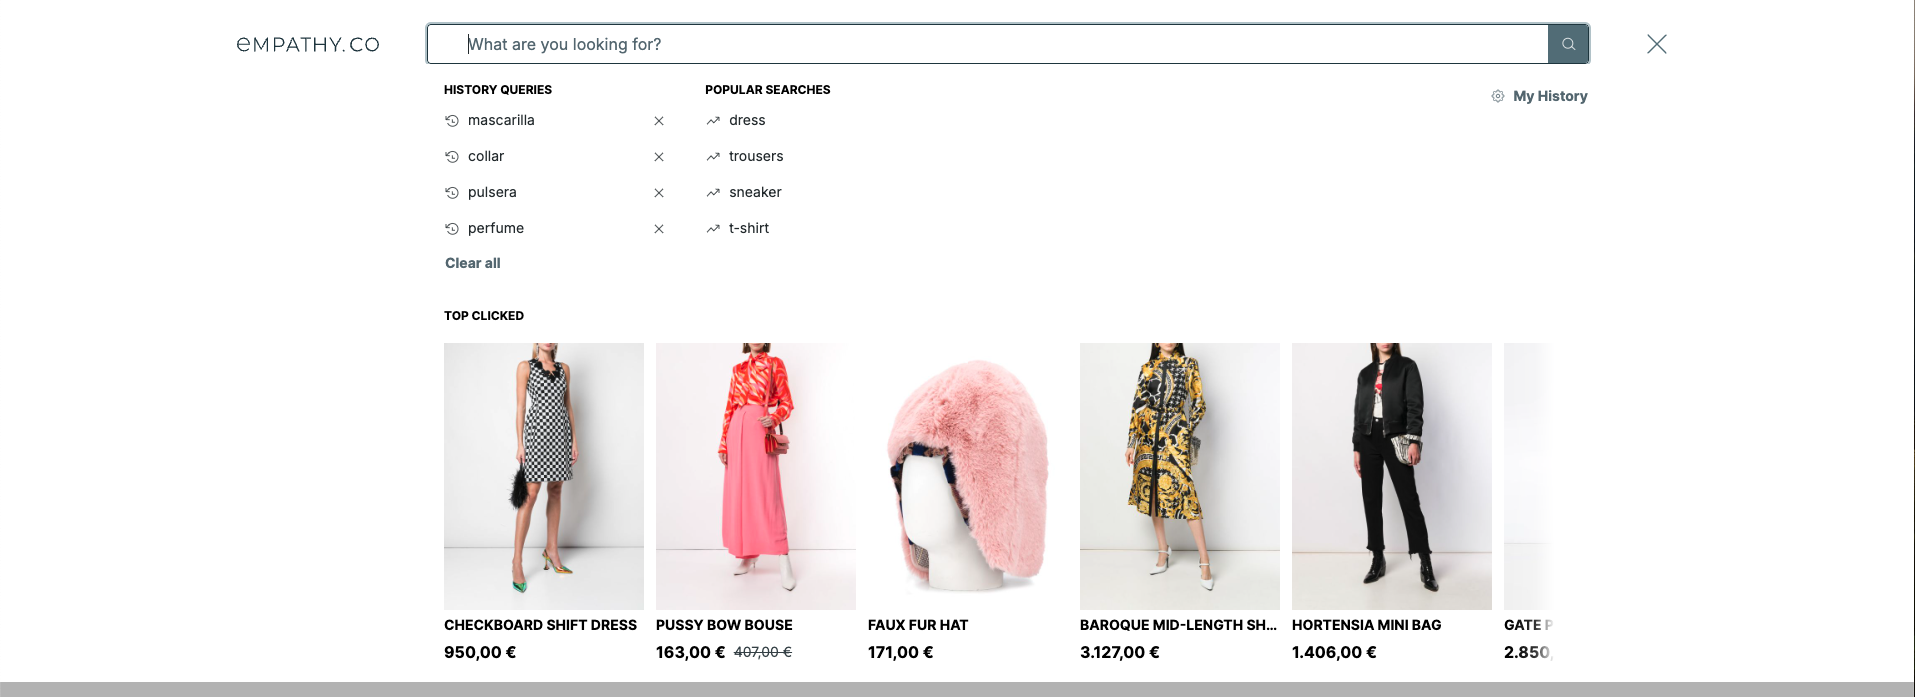 eMPATHY.CO
What are you looking for?
My History
HISTORY QUERIES
mascarilla
collar
pulsera
perfume
Clear all
POPULAR SEARCHES
dress
trousers
sneaker
t-shirt
TOP CLICKED
CHECKBOARD SHIFT DRESS
950,00 €
PUSSY BOW BOUSE
163,00 € 407,00 €
FAUX FUR HAT
171,00 €
BAROQUE MID-LENGTH SH...
3.127,00 €
HORTENSIA MINI BAG
1.406,00 €
GATE P
2.850,